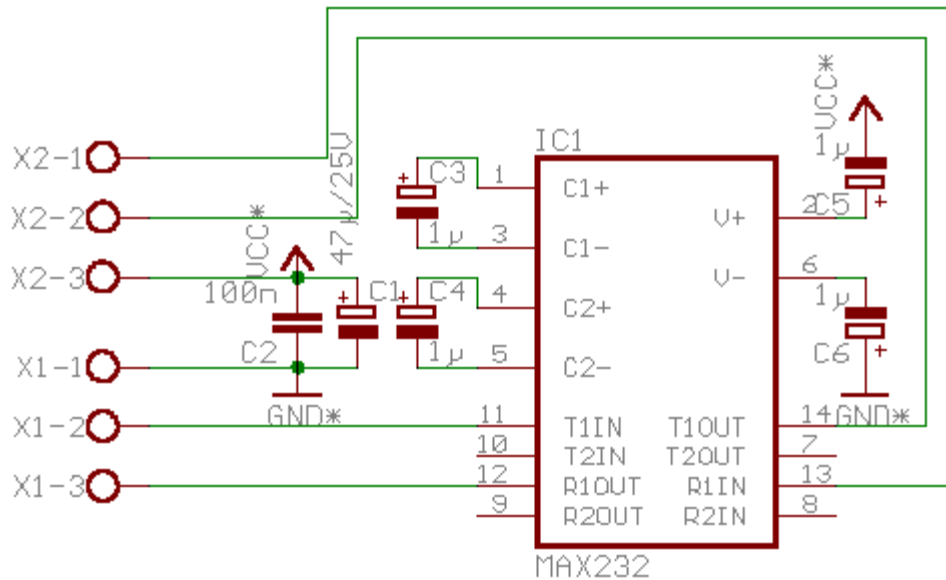 X2-1
X2-2
X2-3
X1-1
X1-2
X1-3
VCC*
100n
C2
GND*
47µ/25V
C1
C3
1µ
C4
1µ
IC1
1
3
4
5
11
10
12
9
C1+
C1-
C2+
C2-
T1IN
T2IN
R1OUT
R2OUT
V+
V-
T1OUT
T2OUT
R1IN
R2IN
2
6
14
7
13
8
MAX232
VCC*
1µ
C5
1µ
C6
GND*
+
+
+
+
+